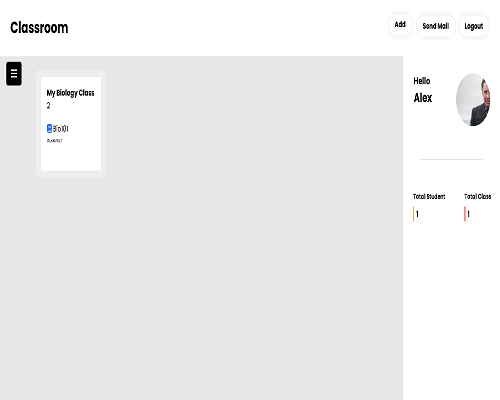 Classroom
Add
Send Mail
Logout
My Biology Class
2
Bio101
Students:1
Hello
Alex
Total Student
Total Class
1
1